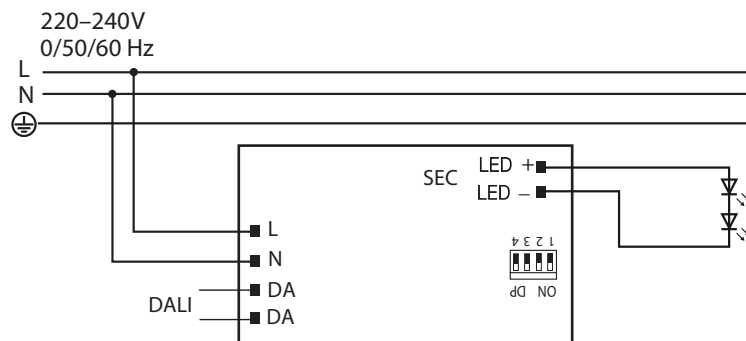 220–240V
0/50/60 Hz
L
N
SEC
LED +
LED –
L
N
DALI
DA
DA
1 2 3 4
ON DP